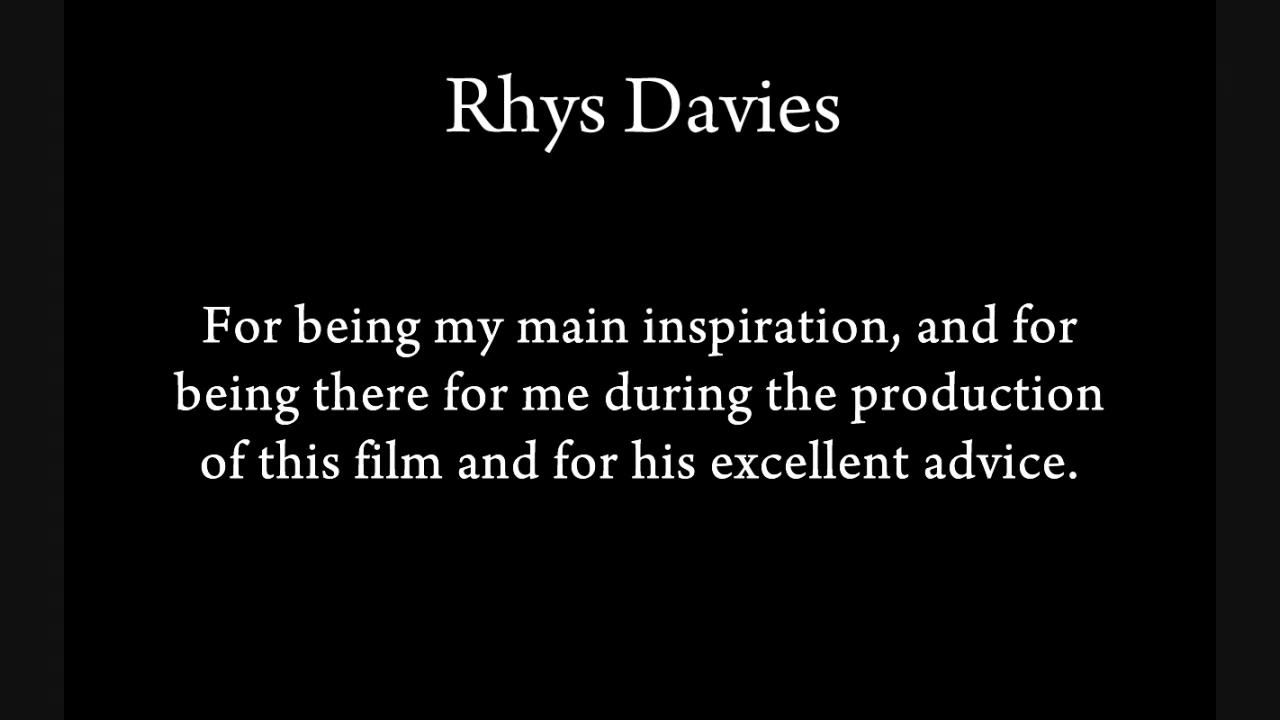 Rhys Davies
For being my main inspiration, and for
being there for me during the production
of this film and for his excellent advice.